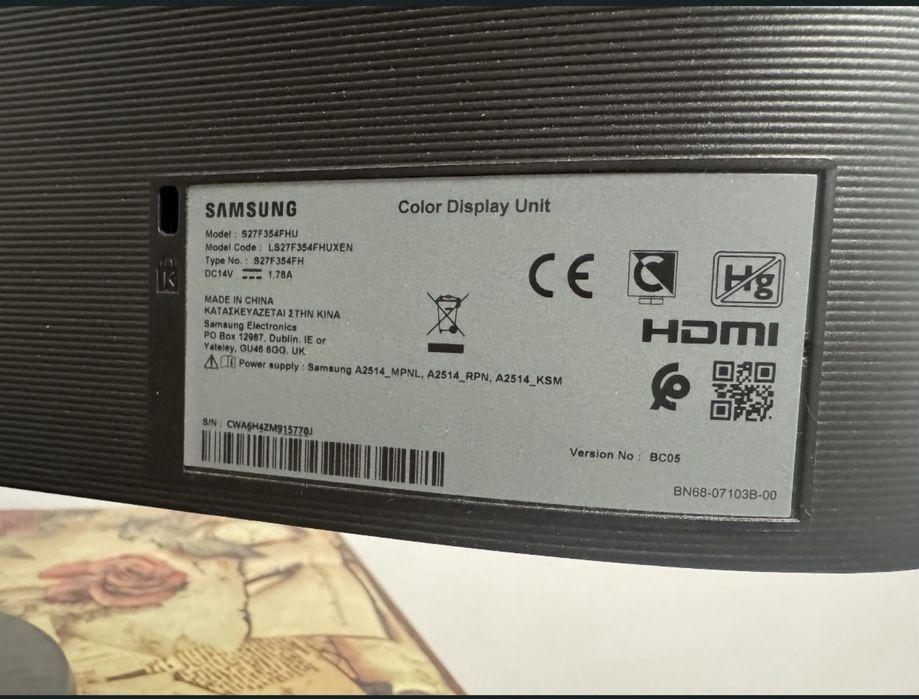 SAMSUNG
Color Display Unit
Model : S27F354FHU
Model Code : LS27F354FHUXEN
Type No. : S27F354FH
DC14V 1.78A
MADE IN CHINA
ΚΑΤΑΣΚΕΥΑΖΕΤΑΙ ΣΤΗΝ ΚΙΝΑ
Samsung Electronics
PO Box 12987, Dublin. IE or
Yateley, GU46 6GG. UK
Power supply : Samsung A2514_MPNL, A2514_RPN, A2514_KSM
CE
Hg
HDMI
S/N : CWA6H4ZM915770J
Version No : BC05
BN68-07103B-00
K